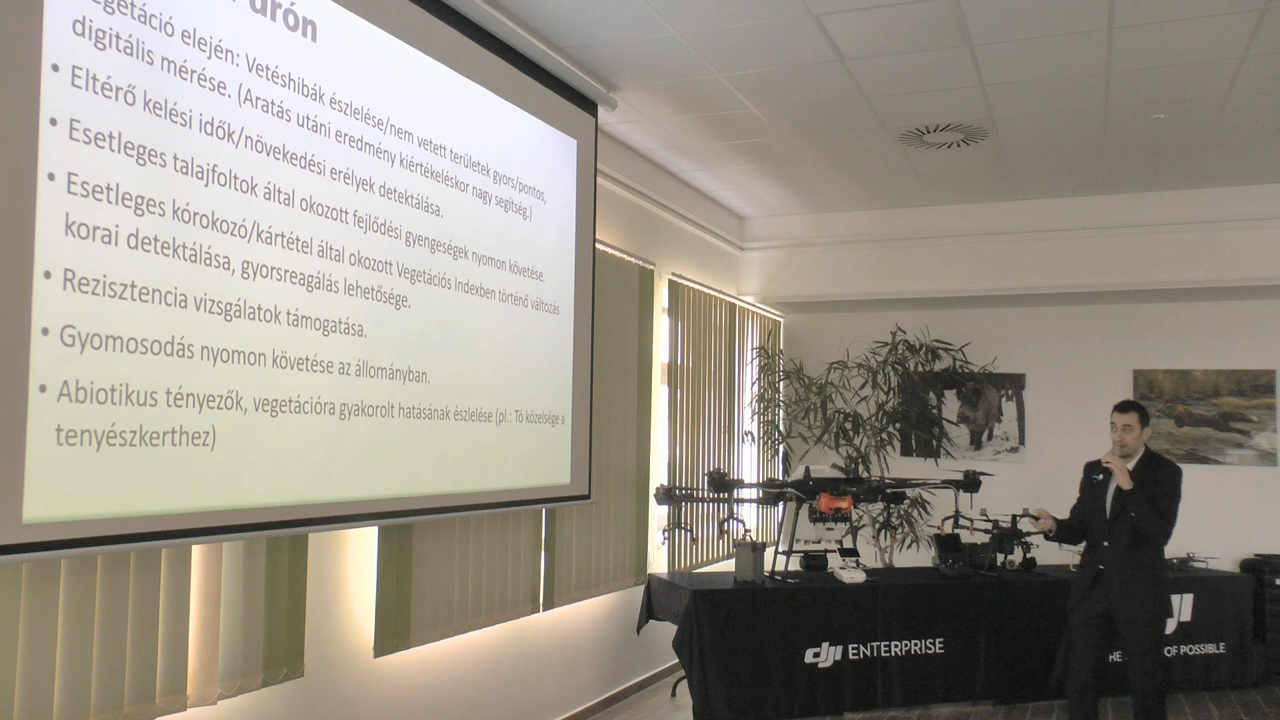 drón
vegetáció elején: Vetéshibák észlelése/nem vetett területek gyors/pontos,
digitális mérése. (Aratás utáni eredmény kiértékeléskor nagy segítség.)
• Eltérő kelési idők/növekedési erélyek detektálása.
• Esetleges talajfoltok által okozott fejlődési gyengeségek nyomon követése.
• Esetleges kórokozó/kártétel által okozott Vegetációs Indexben történő változás
korai detektálása, gyorsreagálás lehetősége.
• Rezisztencia vizsgálatok támogatása.
• Gyomosodás nyomon követése az állományban.
• Abiotikus tényezők, vegetációra gyakorolt hatásának észlelése (pl.: Tó közelsége a
tenyészkerthez)
dji ENTERPRISE
OF POSSIBLE